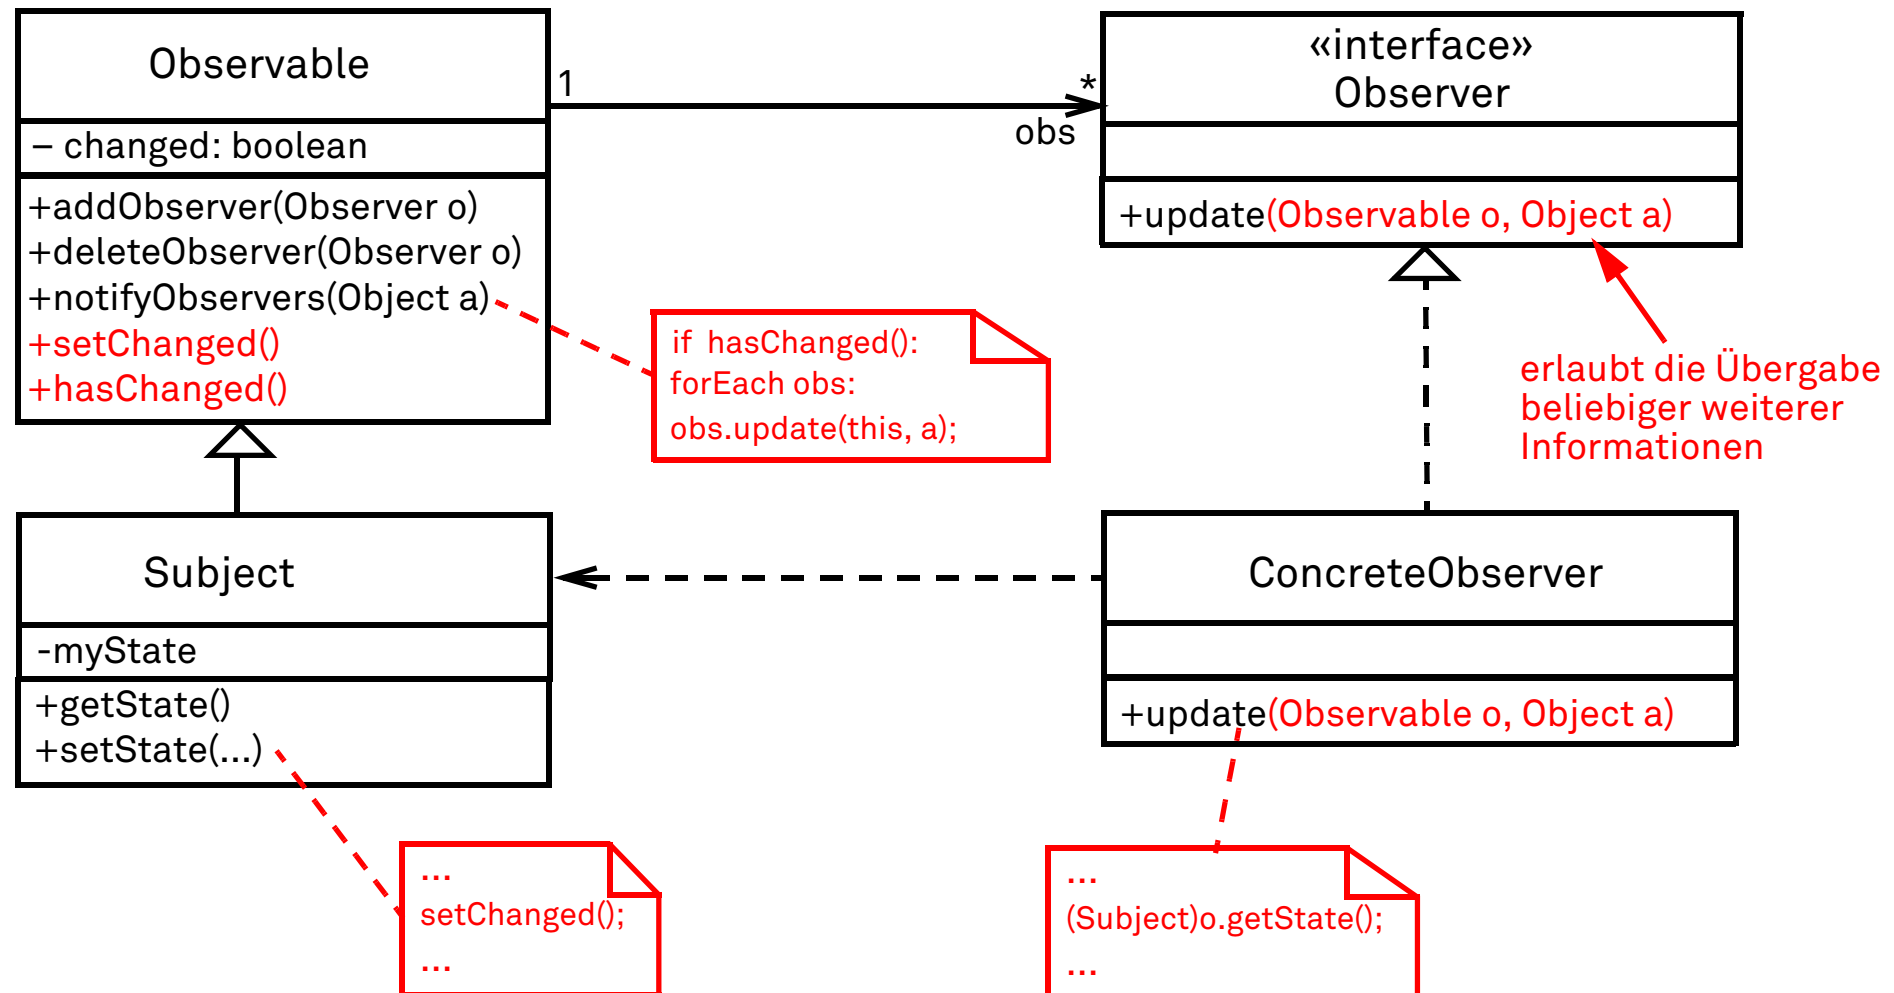 Observable
– changed: boolean
+addObserver(Observer o)
+deleteObserver(Observer o)
+notifyObservers(Object a)
+setChanged()
+hasChanged()
1
*
obs
«interface»
Observer
+update(Observable o, Object a)
if hasChanged():
forEach obs:
obs.update(this, a);
erlaubt die Übergabe
beliebiger weiterer
Informationen
Subject
-myState
+getState()
+setState(...)
ConcreteObserver
+update(Observable o, Object a)
...
setChanged();
...
...
(Subject)o.getState();
...